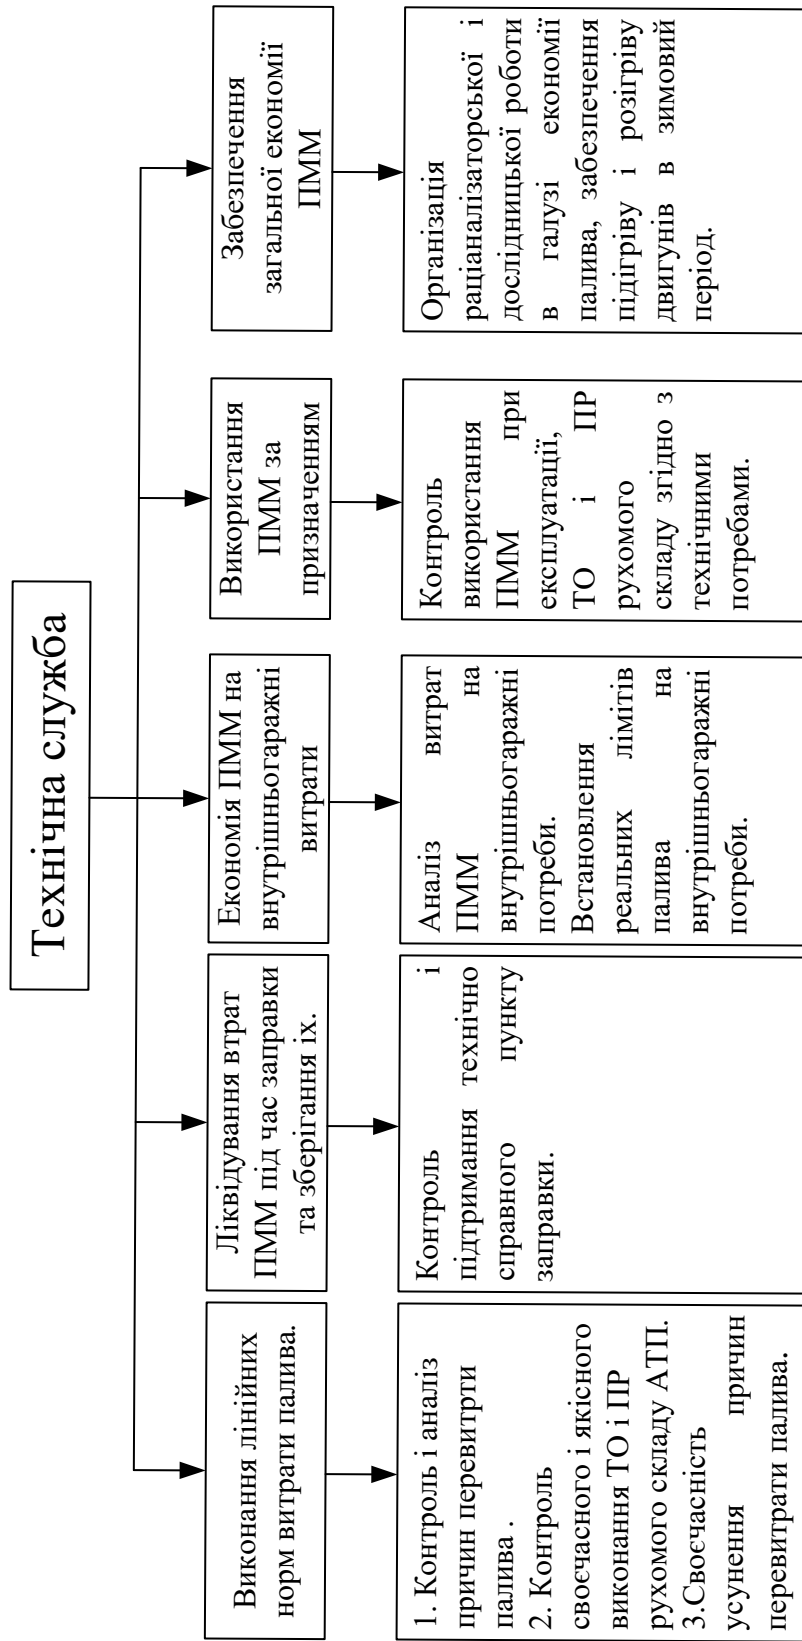 Технічна служба
Виконання лінійних
норм витрати палива.
Ліквідування втрат
ПММ під час заправки
та зберігання іх.
Економія ПММ на
внутрішньогаражні
витрати
Використання
ПММ за
призначенням
Забезпечення
загальної економії
ПММ
1. Контроль і аналіз
причин перевитрти
палива .
2. Контроль
своєчасного і якісного
виконання ТО і ПР
рухомого складу АТП.
3.Своєчасність
усунення причин
перевитрати палива.
Контроль і
підтримання технічно
справного пункту
заправки.
Аналіз витрат
ПММ на
внутрішньогаражні
потреби.
Встановлення
реальних лімітів
палива на
внутрішньогаражні
потреби.
Контроль
використання
ПММ при
експлуатації,
ТО і ПР
рухомого
складу згідно з
технічними
потребами.
Організація
раціаналізаторської і
дослідницької роботи
в галузі економії
палива, забезпечення
підігріву і розігріву
двигунів в зимовий
період.